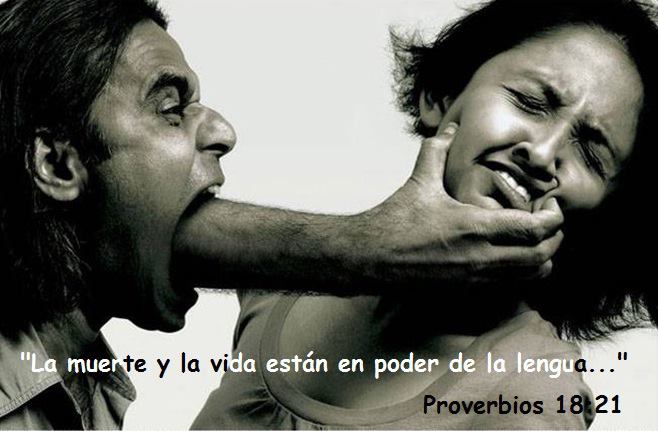 "La muerte y la vida están en poder de la lengua..."
Proverbios 18:21